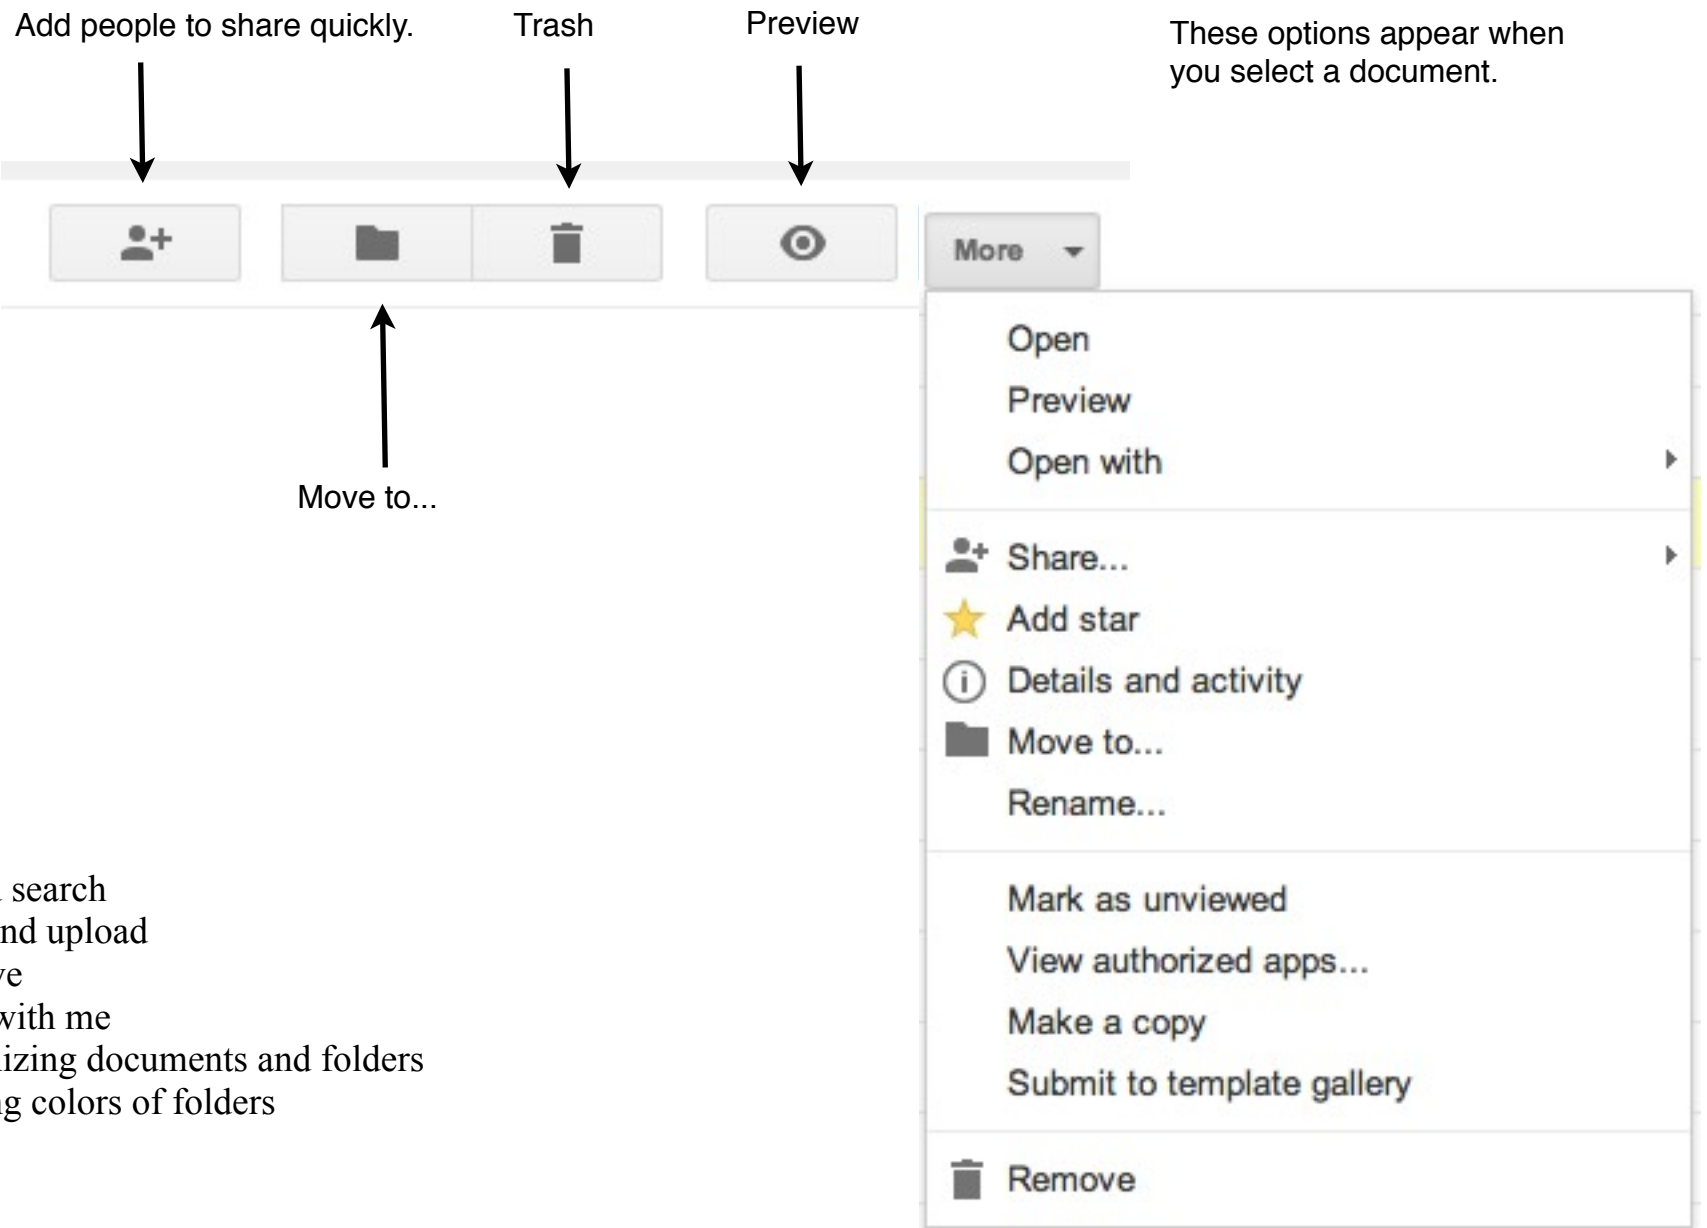 Add people to share quickly.
Trash
Preview
These options appear when
you select a document.
More
Move to...
Open
Preview
Open with
Share...
Add star
Details and activity
Move to...
Rename...
Mark as unviewed
View authorized apps...
Make a copy
Submit to template gallery
Remove
search
upload
with me
documents and folders
colors of folders